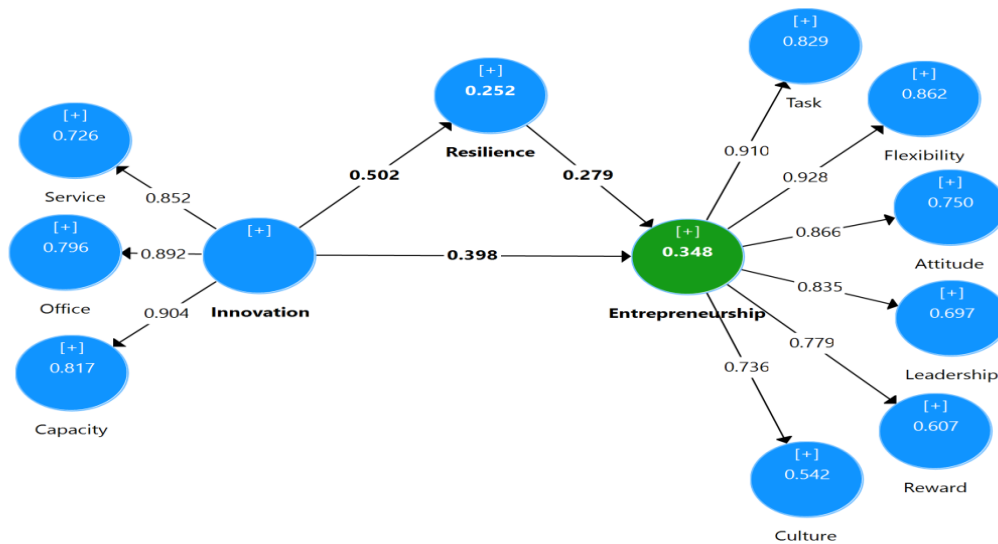 [+]
0.829
Task
[+]
0.252
Resilience
[+]
0.862
Flexibility
[+]
0.726
Service
0.910
0.928
0.502
0.279
0.852
[+]
0.750
Attitude
0.866
[+]
0.796
Office
0.892
[+]
Innovation
0.398
[+]
0.348
Entrepreneurship
0.835
[+]
0.697
Leadership
0.904
[+]
0.817
Capacity
0.779
0.736
[+]
0.607
Reward
[+]
0.542
Culture